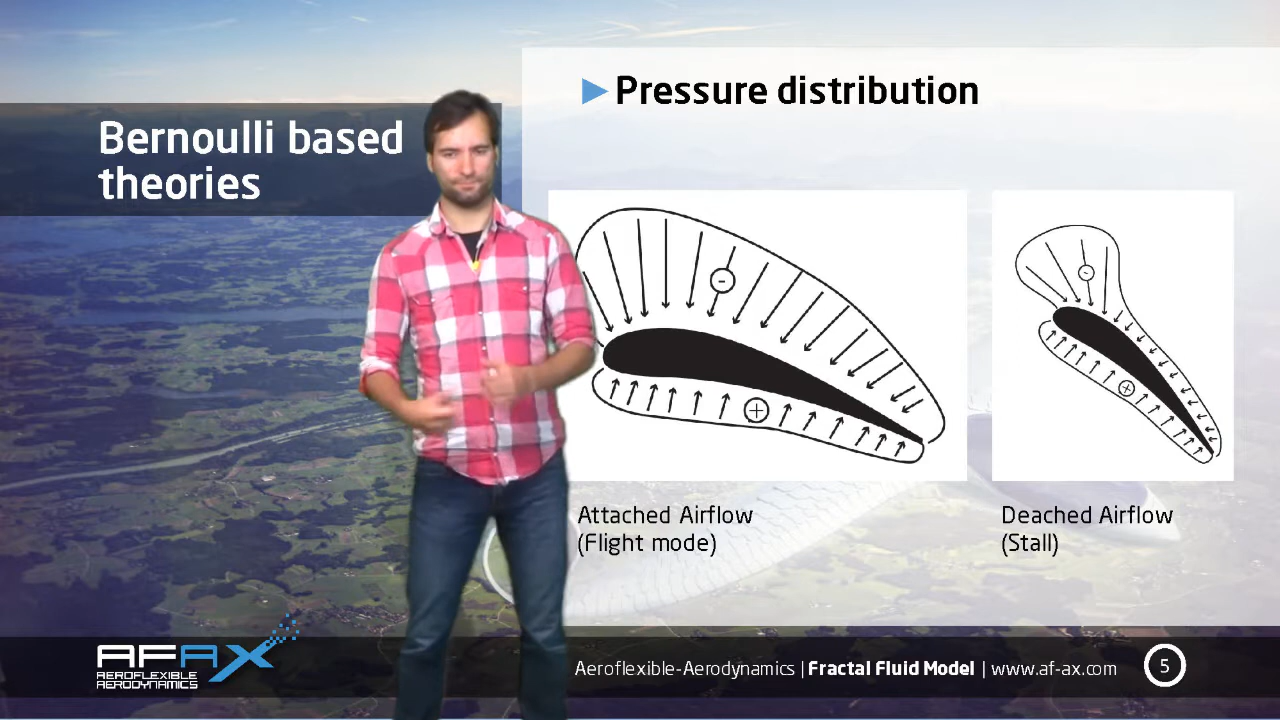 Bernoulli based
theories
▶ Pressure distribution
-
+
-
+
Attached Airflow
(Flight mode)
Deached Airflow
(Stall)
AFAX
AEROFLEXIBLE
AERODYNAMICS
Aeroflexible-Aerodynamics | Fractal Fluid Model | www.af-ax.com
5